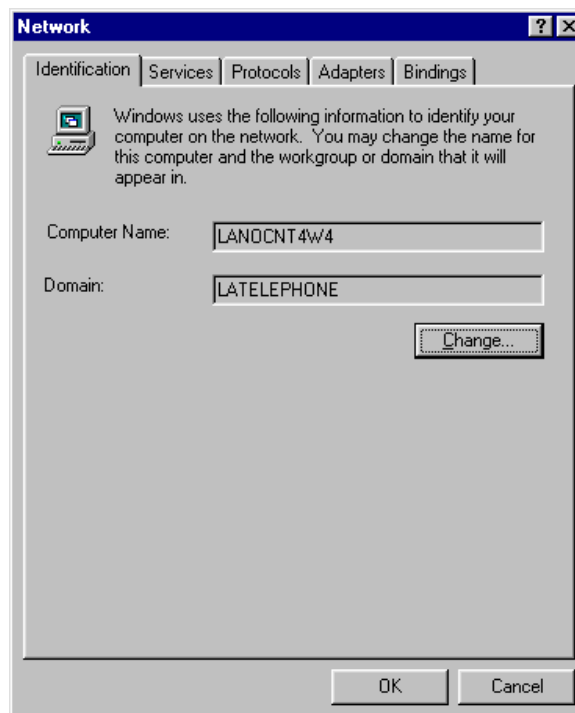 Network
Identification Services Protocols Adapters Bindings
Windows uses the following information to identify your
computer on the network. You may change the name for
this computer and the workgroup or domain that it will
appear in.
Computer Name: LANOCNT4W4
Domain: LATELEPHONE
Change...
OK Cancel